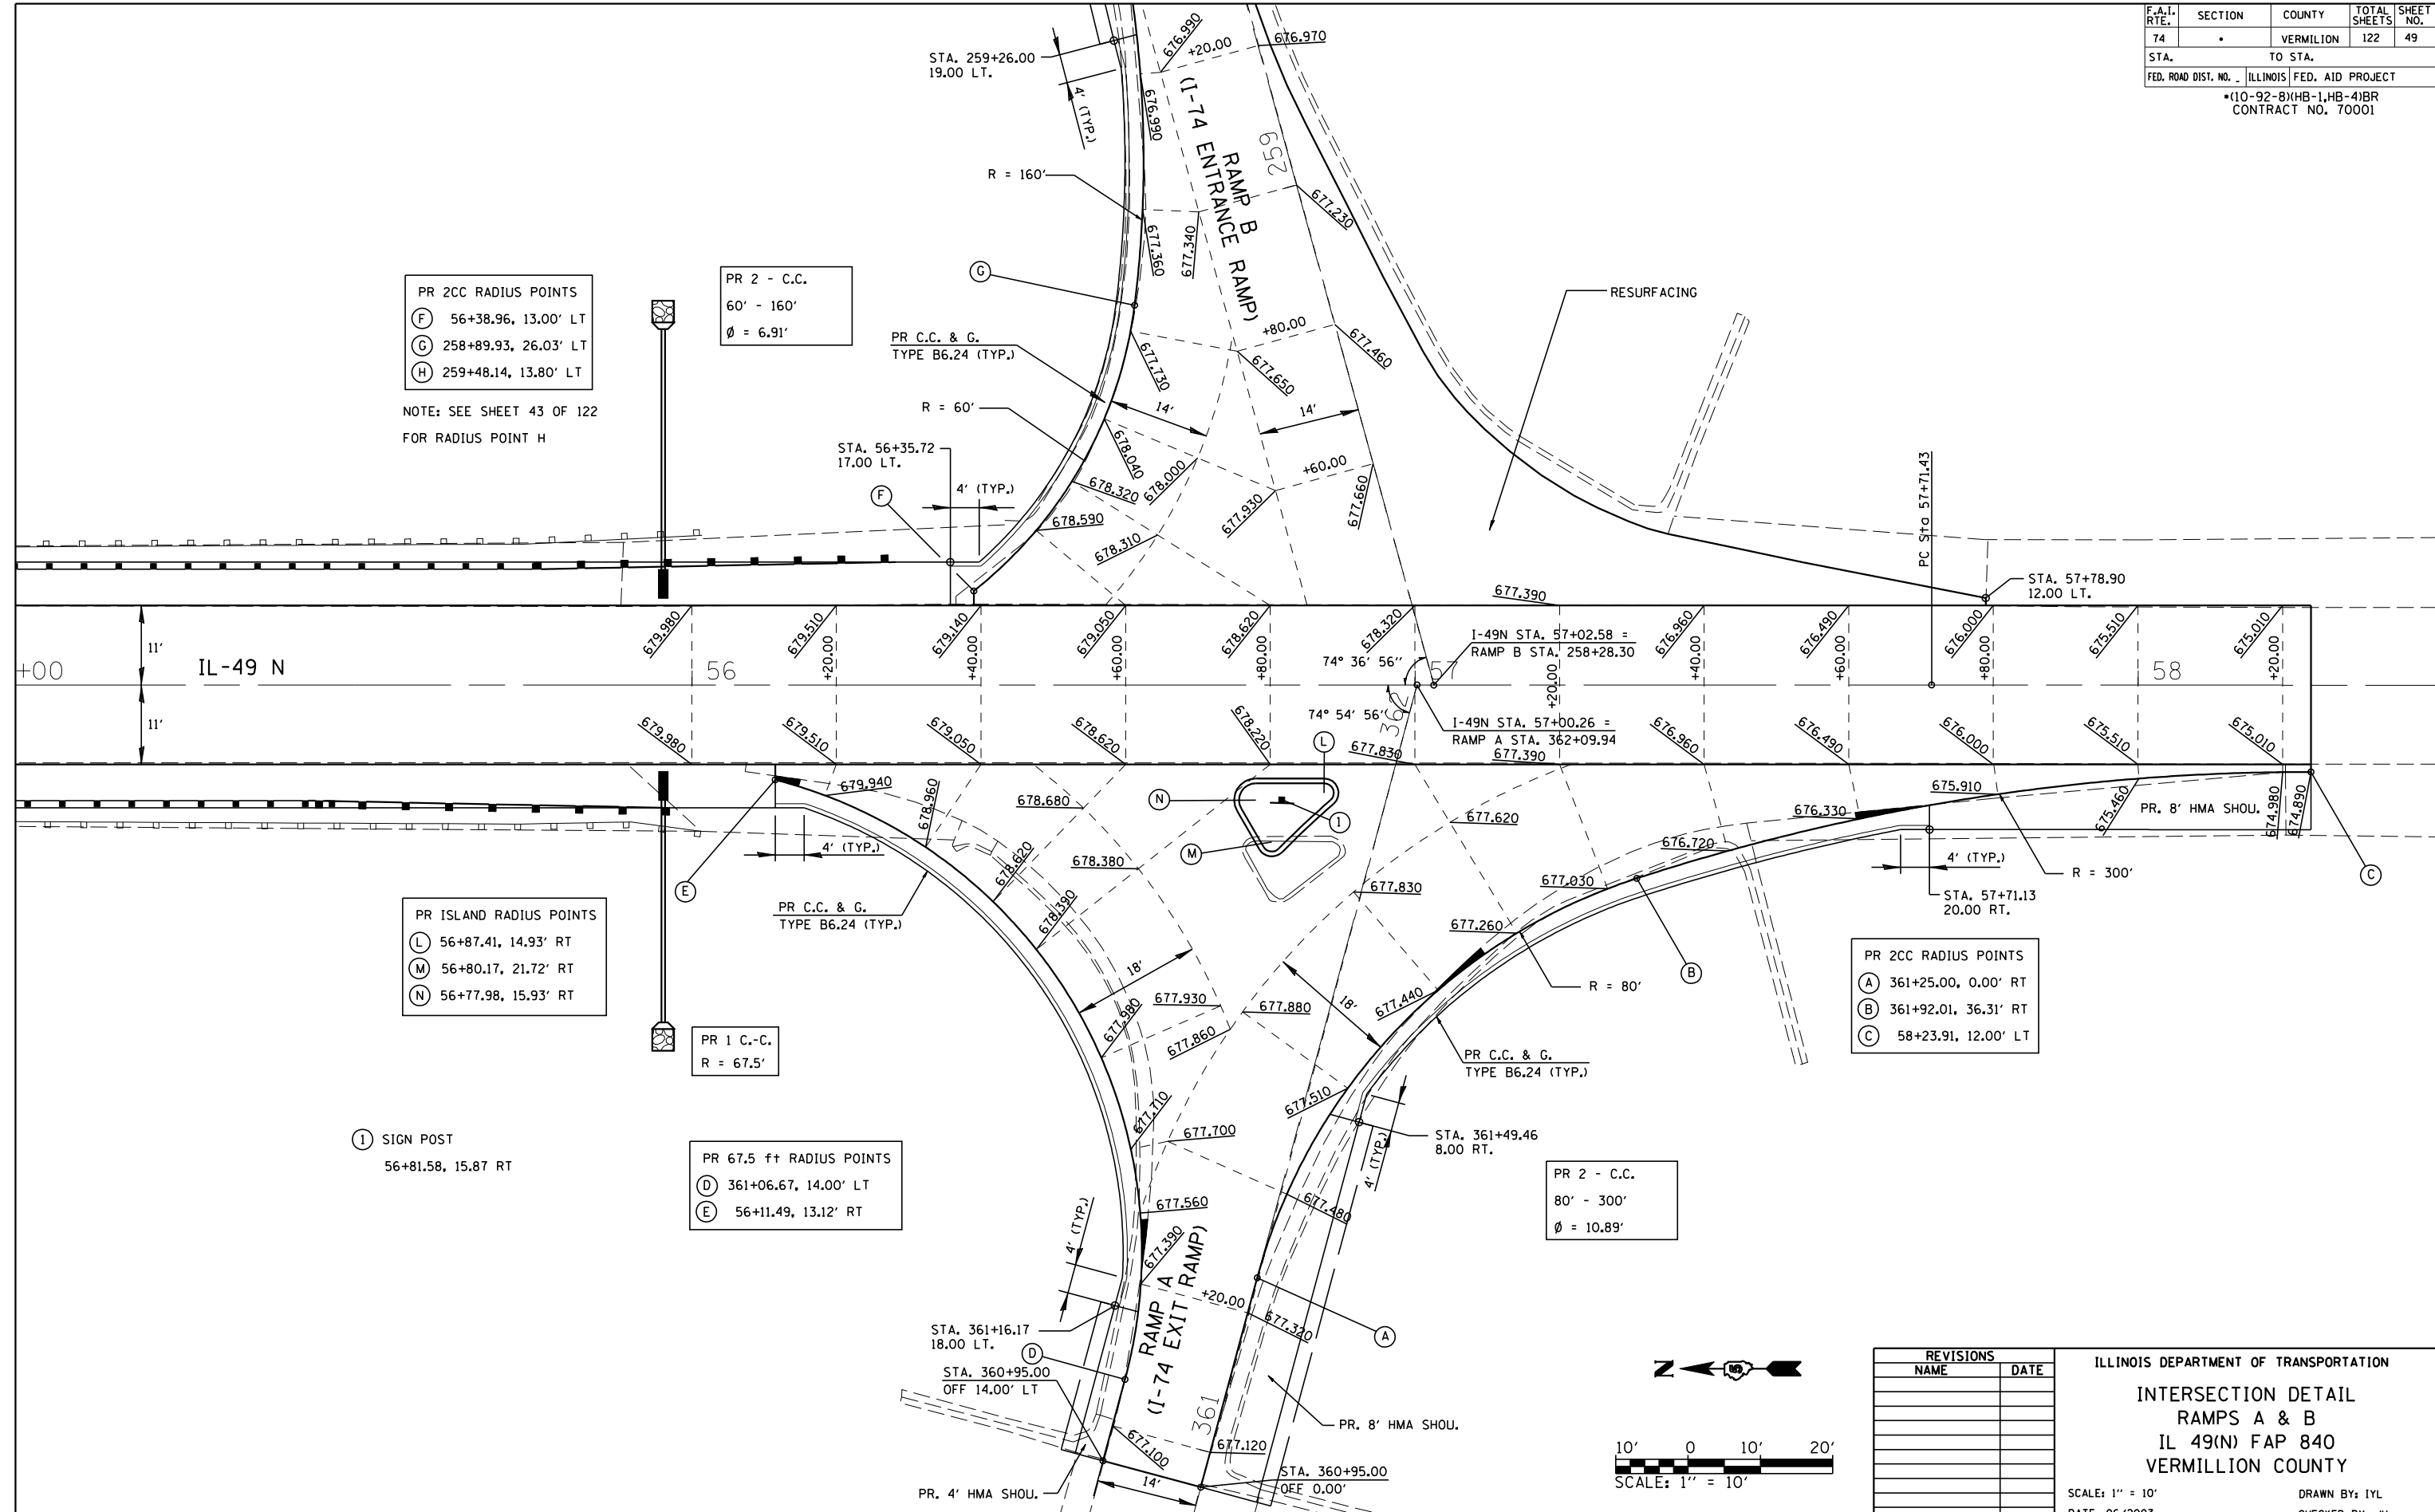 F.A.I. RTE. SECTION COUNTY TOTAL SHEETS SHEET NO.
74 • VERMILION 122 49
STA. TO STA.
FED. ROAD DIST. NO. _ ILLINOIS FED. AID PROJECT
•(10-92-8)(HB-1,HB-4)BR
CONTRACT NO. 70001
STA. 259+26.00
19.00 LT.
4' (TYP.)
676.990
+20.00
676.970
676.990
RAMP B
(I-74 ENTRANCE RAMP)
259
R = 160'
677.230
677.360
677.340
G
PR 2CC RADIUS POINTS
F 56+38.96, 13.00' LT
G 258+89.93, 26.03' LT
H 259+48.14, 13.80' LT
NOTE: SEE SHEET 43 OF 122
FOR RADIUS POINT H
PR 2 - C.C.
60' - 160'
Ø = 6.91'
RESURFACING
PR C.C. & G.
TYPE B6.24 (TYP.)
+80.00
677.460
677.730
677.650
14'
14'
R = 60'
STA. 56+35.72
17.00 LT.
F
4' (TYP.)
678.040
678.000
678.320
678.590
678.310
+60.00
677.930
677.660
PC Sta 57+71.43
STA. 57+78.90
12.00 LT.
677.390
679.980
679.510
679.140
679.050
678.620
678.320
676.960
676.490
676.000
675.510
675.010
11'
11'
+00
IL-49 N
56
+20.00
+40.00
+60.00
+80.00
57
+20.00
+40.00
+60.00
+80.00
58
+20.00
I-49N STA. 57+02.58 =
RAMP B STA. 258+28.30
74° 36' 56''
74° 54' 56''
362
I-49N STA. 57+00.26 =
RAMP A STA. 362+09.94
679.980
679.510
679.050
678.620
678.220
677.830
677.390
676.960
676.490
676.000
675.510
675.010
L
N
M
1
679.940
678.960
678.680
677.620
676.330
675.910
675.460
674.980
674.890
PR. 8' HMA SHOU.
4' (TYP.)
678.620
678.380
676.720
4' (TYP.)
R = 300'
C
E
PR C.C. & G.
TYPE B6.24 (TYP.)
678.390
677.830
677.030
STA. 57+71.13
20.00 RT.
677.260
PR ISLAND RADIUS POINTS
L 56+87.41, 14.93' RT
M 56+80.17, 21.72' RT
N 56+77.98, 15.93' RT
18'
18'
B
R = 80'
PR 2CC RADIUS POINTS
A 361+25.00, 0.00' RT
B 361+92.01, 36.31' RT
C 58+23.91, 12.00' LT
677.930
677.880
677.440
677.980
677.860
PR 1 C.-C.
R = 67.5'
PR C.C. & G.
TYPE B6.24 (TYP.)
677.510
677.710
677.700
1 SIGN POST
56+81.58, 15.87 RT
PR 67.5 ft RADIUS POINTS
D 361+06.67, 14.00' LT
E 56+11.49, 13.12' RT
STA. 361+49.46
8.00 RT.
4' (TYP.)
PR 2 - C.C.
80' - 300'
Ø = 10.89'
677.560
677.480
677.390
4' (TYP.)
RAMP A
(I-74 EXIT RAMP)
+20.00
677.320
A
STA. 361+16.17
18.00 LT.
D
STA. 360+95.00
OFF 14.00' LT
361
PR. 8' HMA SHOU.
677.100
677.120
STA. 360+95.00
OFF 0.00'
14'
PR. 4' HMA SHOU.
N
10' 0 10' 20'
SCALE: 1'' = 10'
REVISIONS
NAME DATE
ILLINOIS DEPARTMENT OF TRANSPORTATION
INTERSECTION DETAIL
RAMPS A & B
IL 49(N) FAP 840
VERMILLION COUNTY
SCALE: 1'' = 10' DRAWN BY: IYL